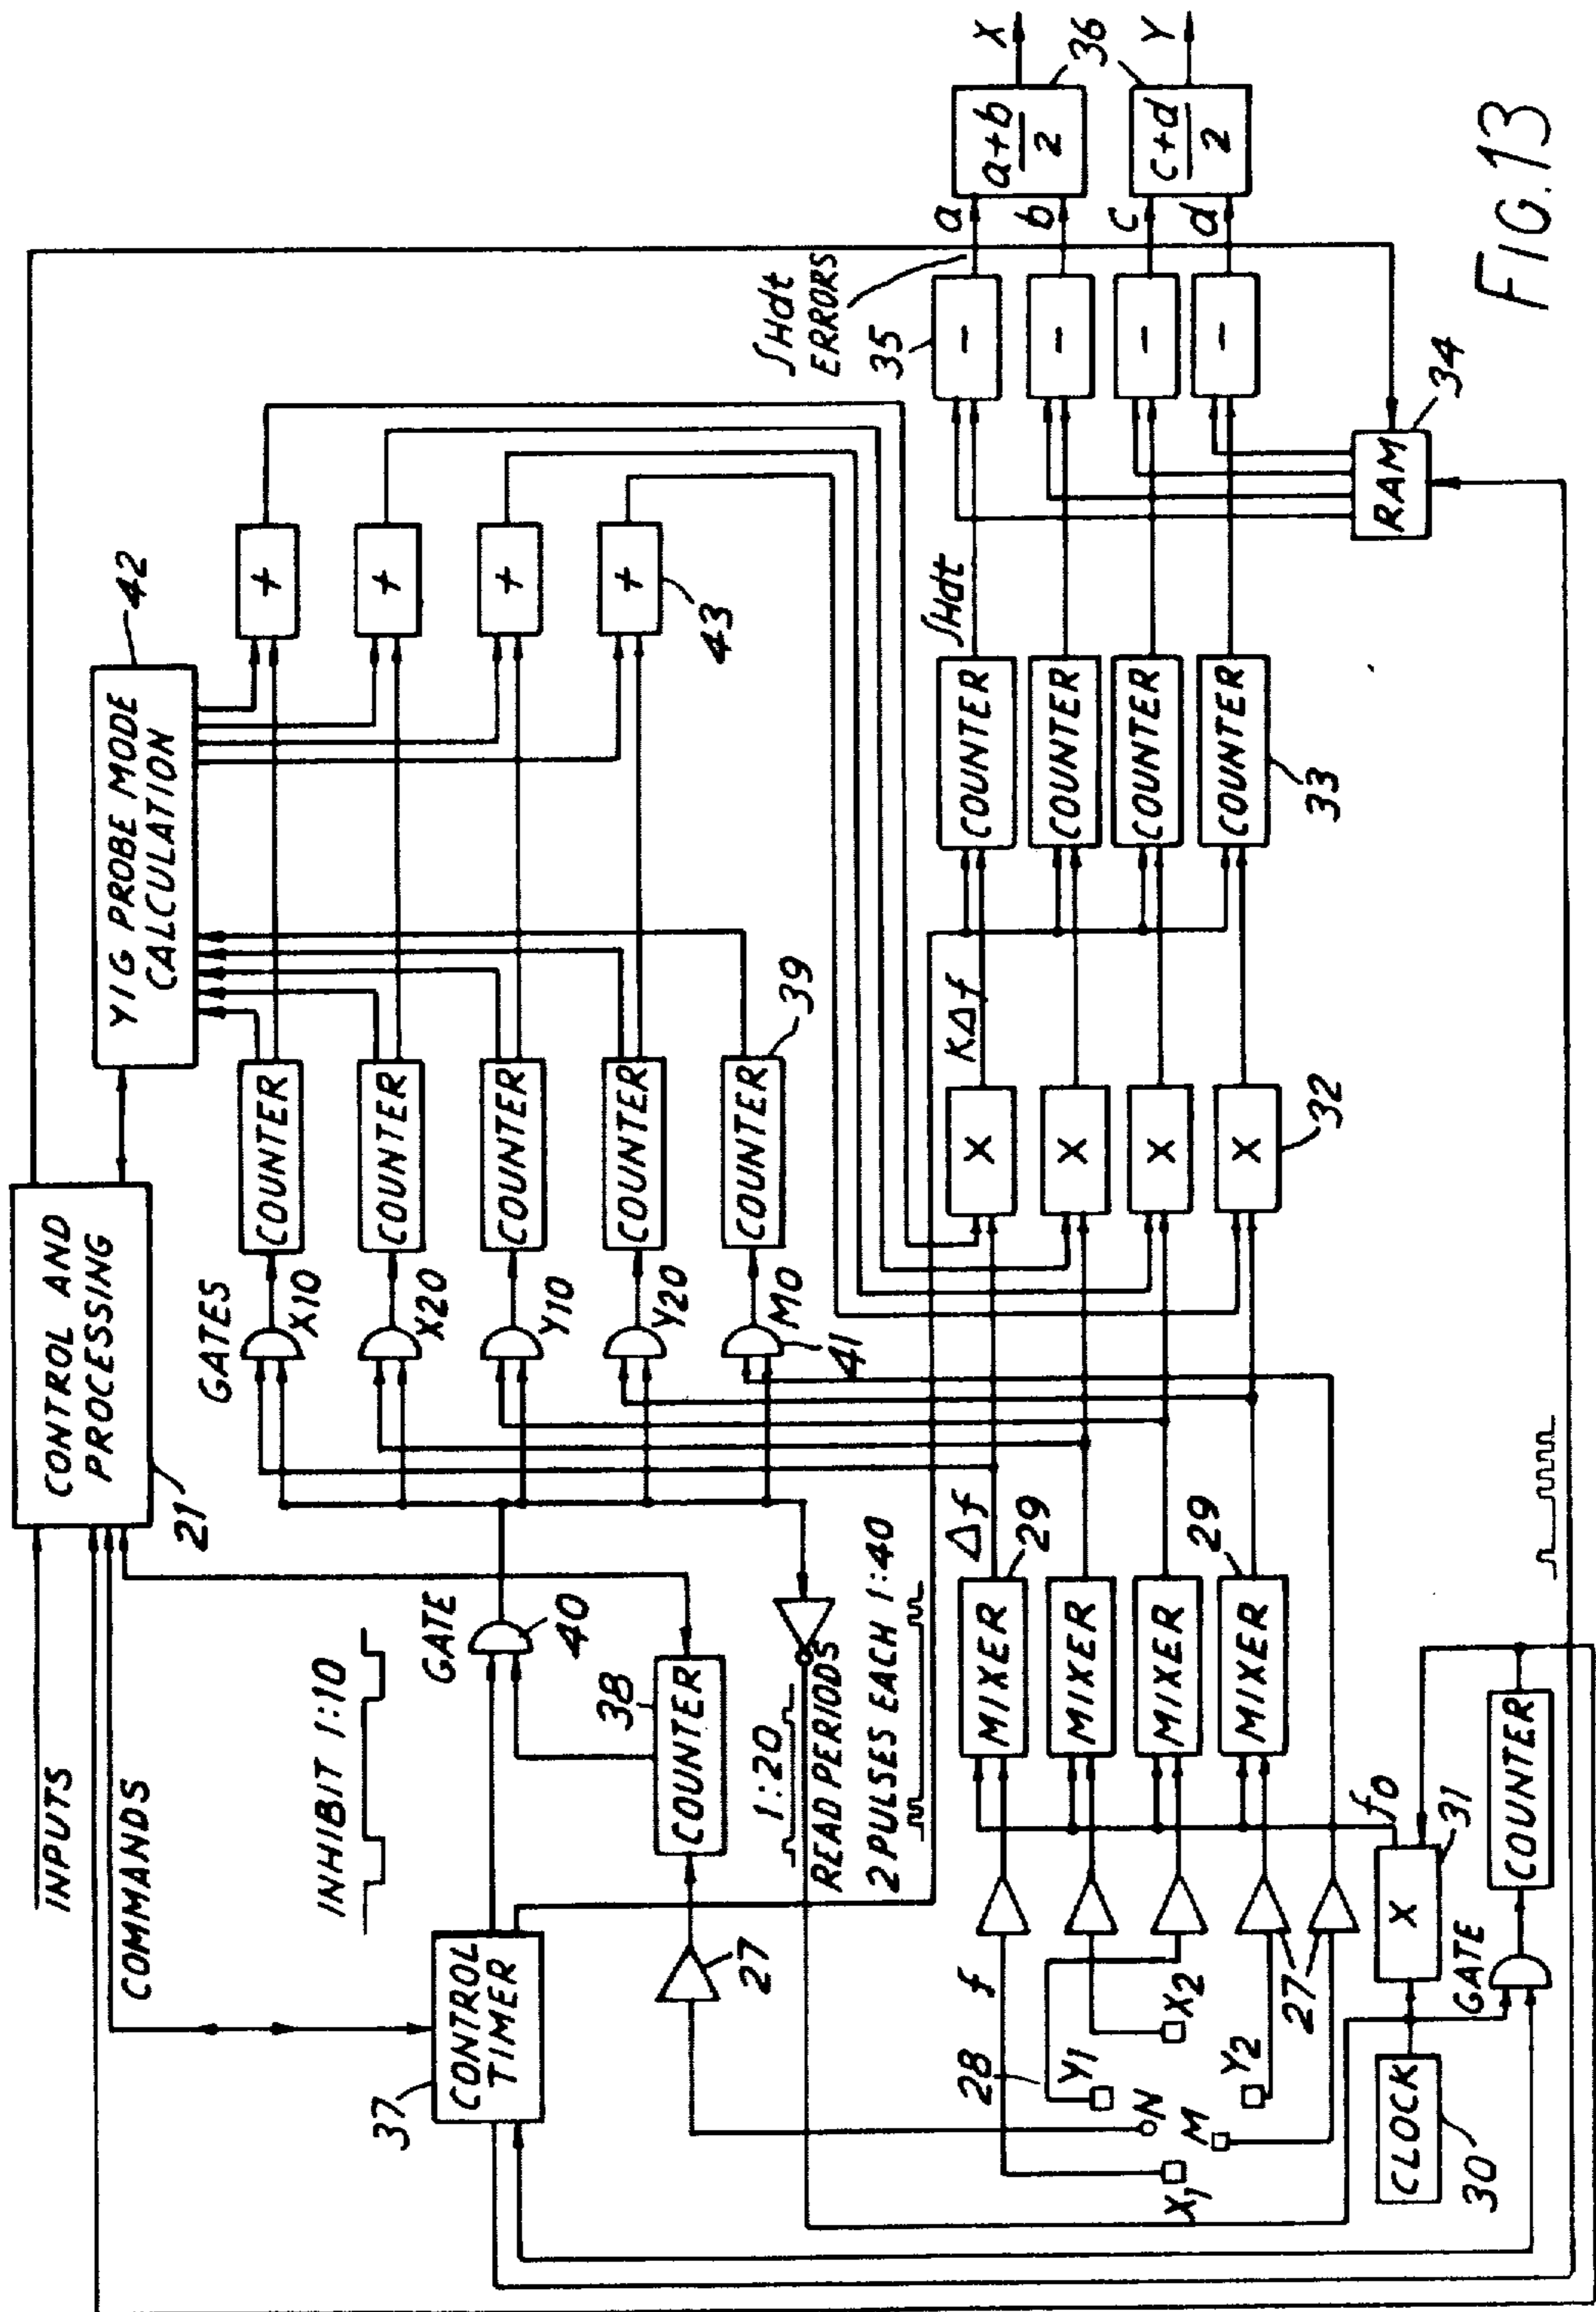 INPUTS
COMMANDS
CONTROL AND
PROCESSING
21
YIG PROBE MODE
CALCULATION
42
INHIBIT 1:10
GATES
COUNTER
X10
COUNTER
X20
COUNTER
Y10
COUNTER
Y20
COUNTER
39
M0
41
+
+
+
+
43
GATE
40
CONTROL
TIMER
37
COUNTER
38
27
1:20
READ PERIODS
2 PULSES EACH 1:40
f
Δf
MIXER
29
MIXER
MIXER
MIXER
29
KΔf
X
X
X
X
32
∫Hdt
COUNTER
COUNTER
COUNTER
COUNTER
33
∫Hdt
ERRORS
35
-
-
-
-
a
b
c
d
a+b
2
c+d
2
36
X
Y
RAM
34
28
Y1
X2
N
M
Y2
X1
27
f0
CLOCK
30
X
31
GATE
COUNTER
FIG. 13